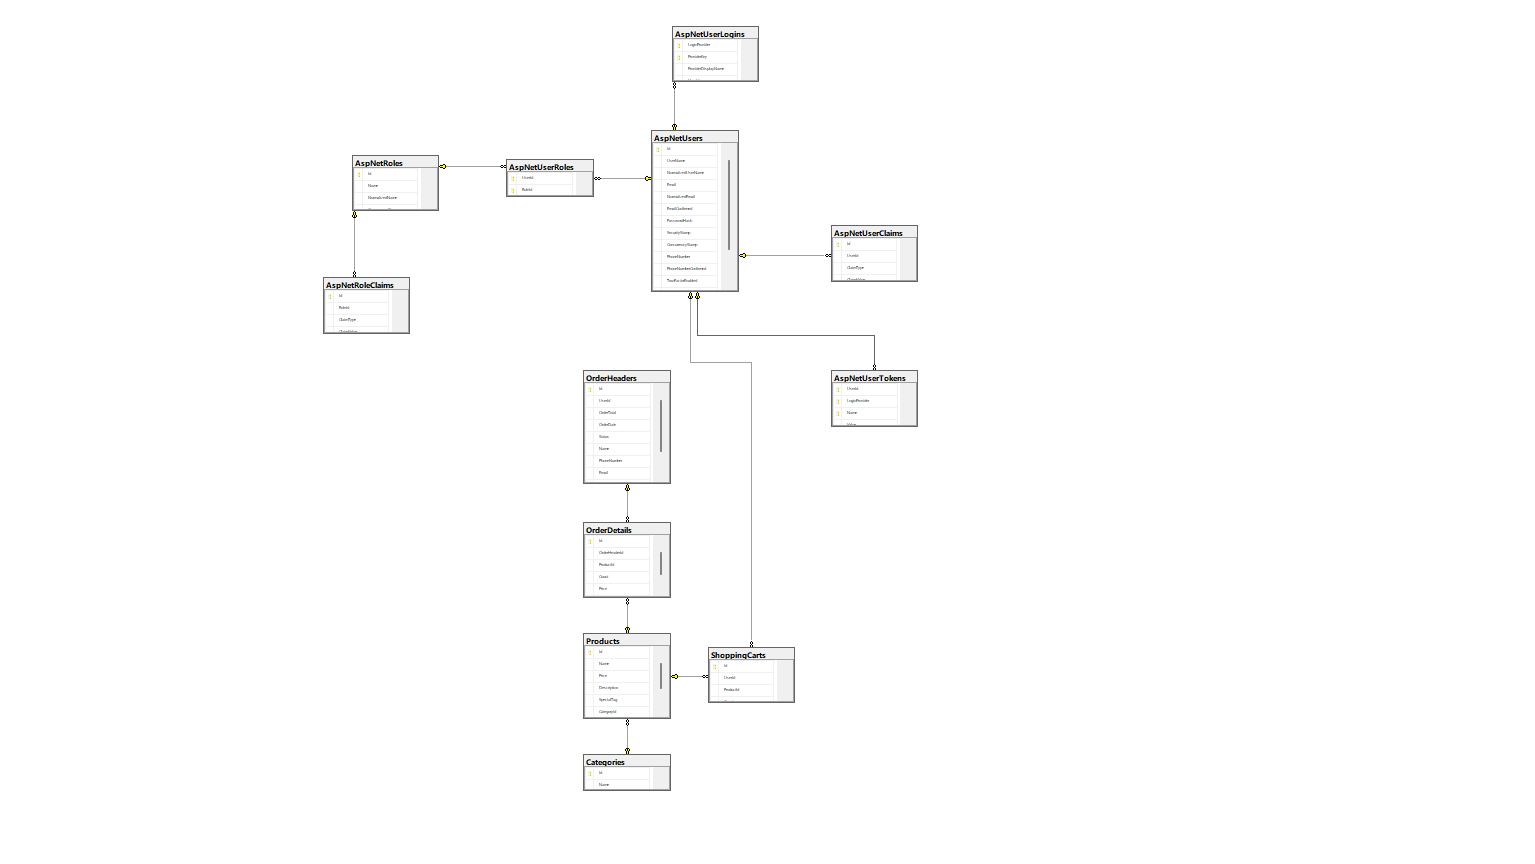 AspNetUserLogins
LoginProvider
ProviderKey
ProviderDisplayName
AspNetUsers
Id
UserName
NormalizedUserName
Email
NormalizedEmail
EmailConfirmed
PasswordHash
SecurityStamp
ConcurrencyStamp
PhoneNumber
PhoneNumberConfirmed
TwoFactorEnabled
AspNetRoles
Id
Name
NormalizedName
AspNetUserRoles
UserId
RoleId
AspNetUserClaims
Id
UserId
ClaimType
ClaimValue
AspNetRoleClaims
Id
RoleId
ClaimType
ClaimValue
OrderHeaders
Id
UserId
OrderTotal
OrderDate
Status
Name
PhoneNumber
Email
AspNetUserTokens
UserId
LoginProvider
Name
Value
OrderDetails
Id
OrderHeaderId
ProductId
Count
Price
Products
Id
Name
Price
Description
SpecialTag
CategoryId
ShoppingCarts
Id
UserId
ProductId
Categories
Id
Name